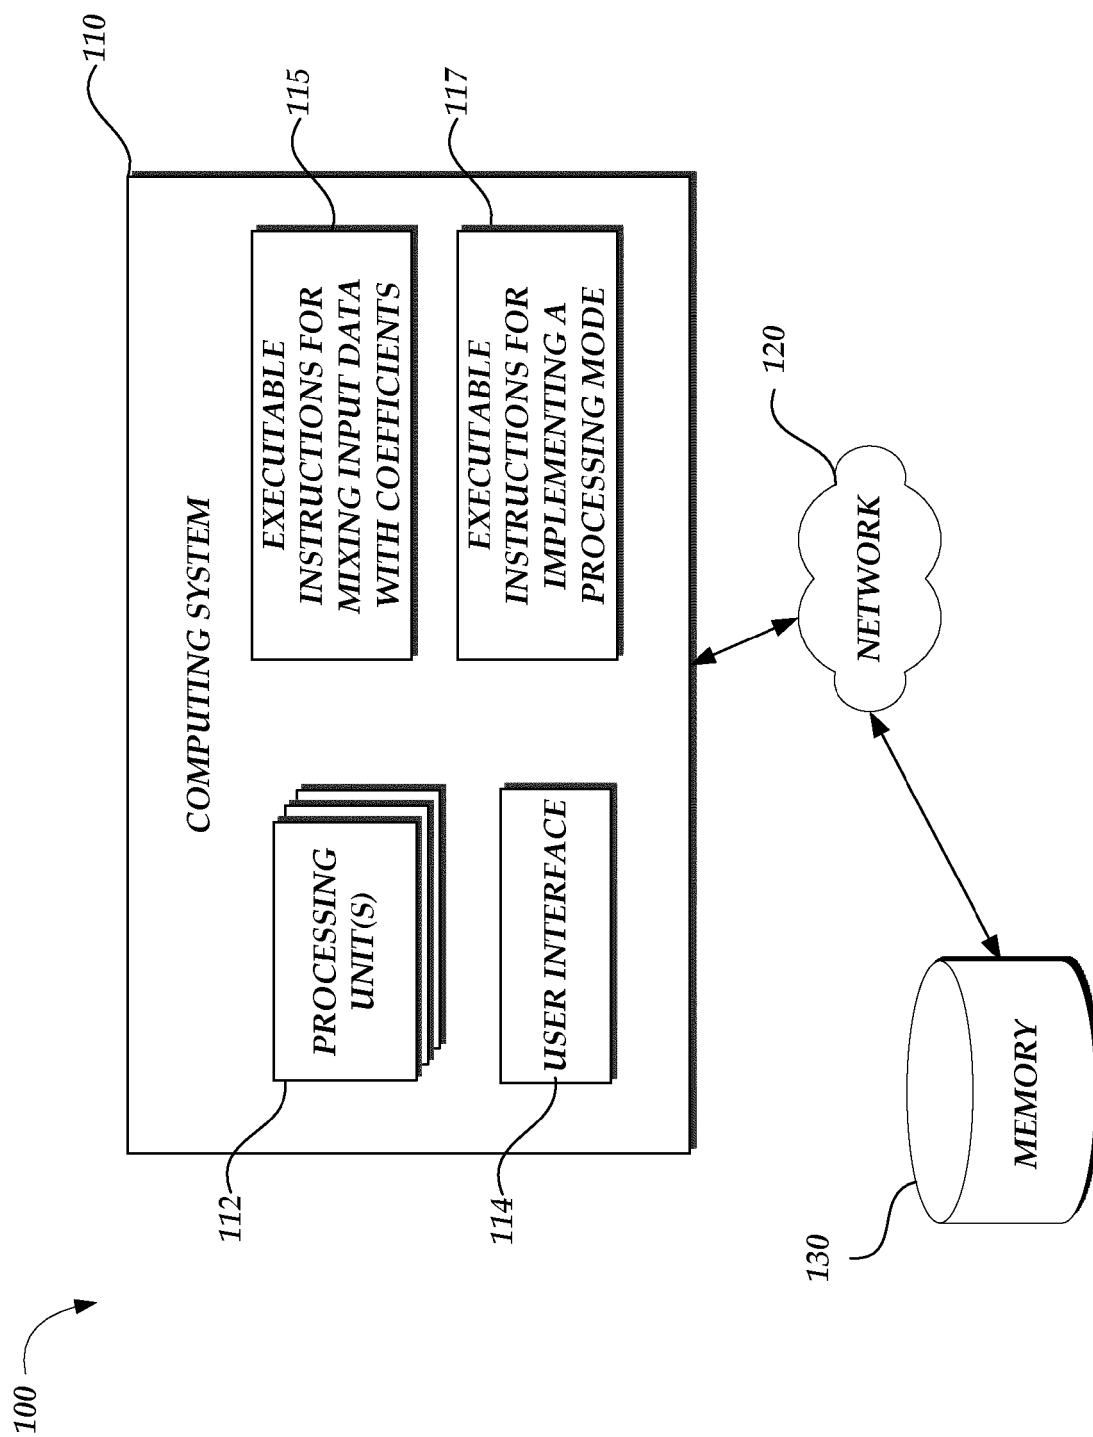 100
110
COMPUTING SYSTEM
112
PROCESSING
UNIT(S)
EXECUTABLE
INSTRUCTIONS FOR
MIXING INPUT DATA
WITH COEFFICIENTS
115
114
USER INTERFACE
EXECUTABLE
INSTRUCTIONS FOR
IMPLEMENTING A
PROCESSING MODE
117
120
NETWORK
130
MEMORY